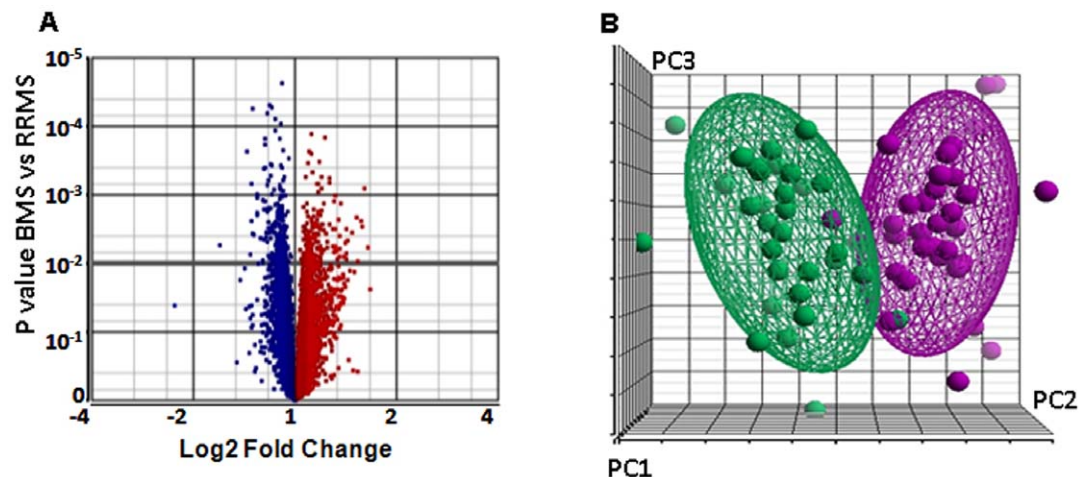 A
B
10-5
10-4
10-3
10-2
10-1
0
P value BMS vs RRMS
-4 -2 1 2 4
Log2 Fold Change
PC3
PC2
PC1